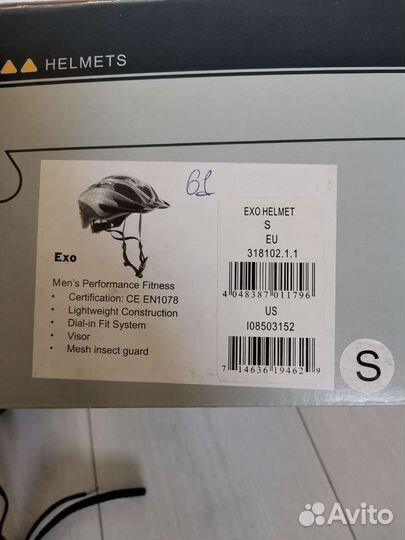 HELMETS
61
Exo
Men's Performance Fitness
• Certification: CE EN1078
• Lightweight Construction
• Dial-in Fit System
• Visor
• Mesh insect guard
EXO HELMET
S
EU
318102.1.1
4 048387 011796
US
I08503152
7 14636 19462 9
S
Avito